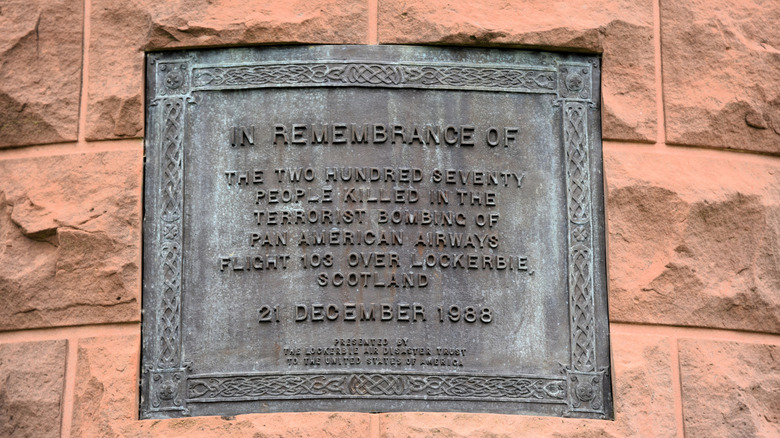 IN REMEMBRANCE OF
THE TWO HUNDRED SEVENTY
PEOPLE KILLED IN THE
TERRORIST BOMBING OF
PAN AMERICAN AIRWAYS
FLIGHT 103 OVER LOCKERBIE,
SCOTLAND
21 DECEMBER 1988
PRESENTED BY
THE LOCKERBIE AIR DISASTER TRUST
TO THE UNITED STATES OF AMERICA